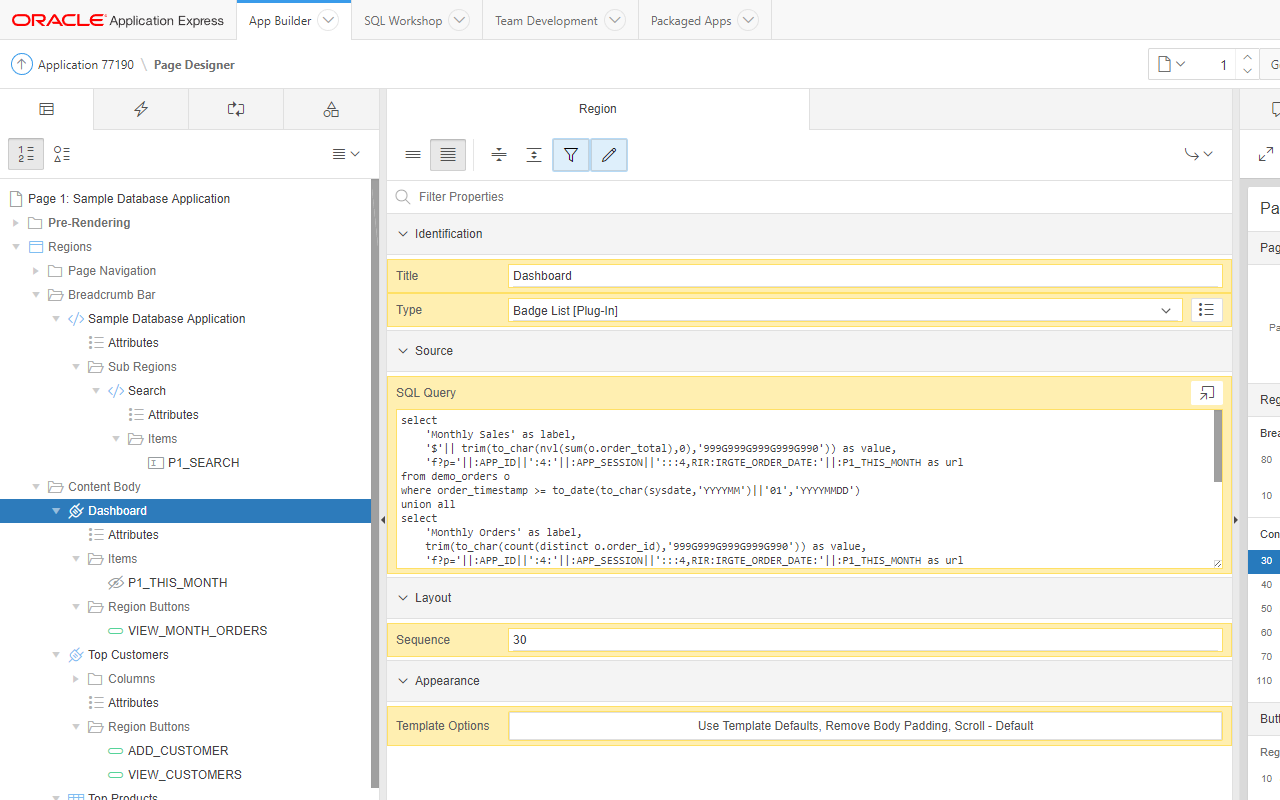 ORACLE Application Express App Builder SQL Workshop Team Development Packaged Apps
Application 77190 \ Page Designer 1 G
Region
Filter Properties
Page 1: Sample Database Application
Pre-Rendering
Regions
Page Navigation
Breadcrumb Bar
Sample Database Application
Attributes
Sub Regions
Search
Attributes
Items
P1_SEARCH
Content Body
Dashboard
Attributes
Items
P1_THIS_MONTH
Region Buttons
VIEW_MONTH_ORDERS
Top Customers
Columns
Attributes
Region Buttons
ADD_CUSTOMER
VIEW_CUSTOMERS
Top Products
Identification
Title Dashboard
Type Badge List [Plug-In]
Source
SQL Query
select
'Monthly Sales' as label,
'$'|| trim(to_char(nvl(sum(o.order_total),0),'999G999G999G999G990')) as value,
'f?p='||:APP_ID||':4:'||:APP_SESSION||':::4,RIR:IRGTE_ORDER_DATE:'||:P1_THIS_MONTH as url
from demo_orders o
where order_timestamp >= to_date(to_char(sysdate,'YYYYMM')||'01','YYYYMMDD')
union all
select
'Monthly Orders' as label,
trim(to_char(count(distinct o.order_id),'999G999G999G999G990')) as value,
'f?p='||:APP_ID||':4:'||:APP_SESSION||':::4,RIR:IRGTE_ORDER_DATE:'||:P1_THIS_MONTH as url
Layout
Sequence 30
Appearance
Template Options Use Template Defaults, Remove Body Padding, Scroll - Default
Pa
Pag
Pa
Reg
Brea
80
10
Con
30
40
50
60
70
110
Butt
Reg
10